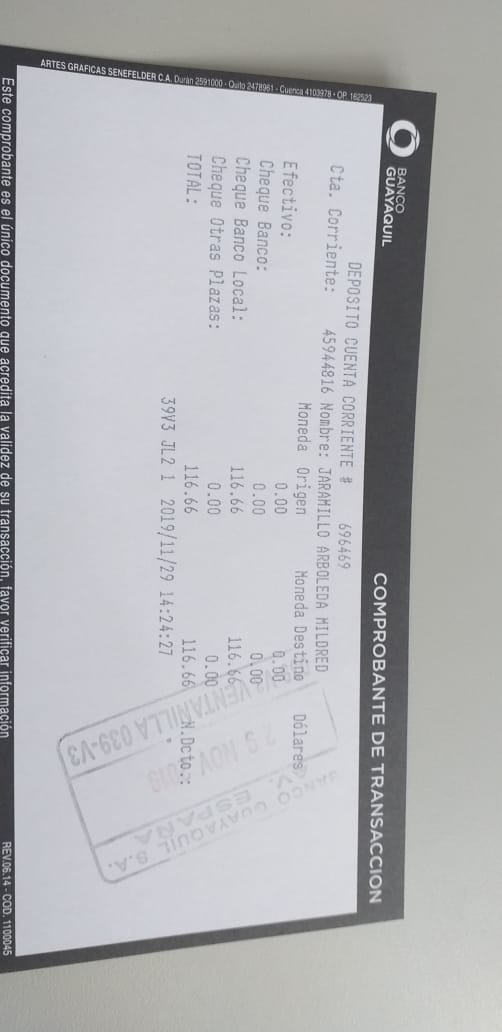 BANCO
GUAYAQUIL
COMPROBANTE DE TRANSACCION
DEPOSITO CUENTA CORRIENTE # 696469
Cta. Corriente: 45944816 Nombre: JARAMILLO ARBOLEDA MILDRED
Moneda Origen Moneda Destino Dólares
Efectivo: 0.00 0.00
Cheque Banco: 0.00 0.00
Cheque Banco Local: 116.66 116.66
Cheque Otras Plazas: 0.00 0.00
TOTAL: 116.66 116.66 N.Dcto.:
39V3 JL2 1 2019/11/29 14:24:27
BANCO GUAYAQUIL S.A.
AV. ESPAÑA
29 NOV 2019
VENTANILLA 039-V3
ARTES GRAFICAS SENEFELDER C.A. Durán 2591000 - Quito 2478961 - Cuenca 4103978 - OP. 162523
Este comprobante es el único documento que acredita la validez de su transacción, favor verificar información
REV.06.14 - COD. 1100045